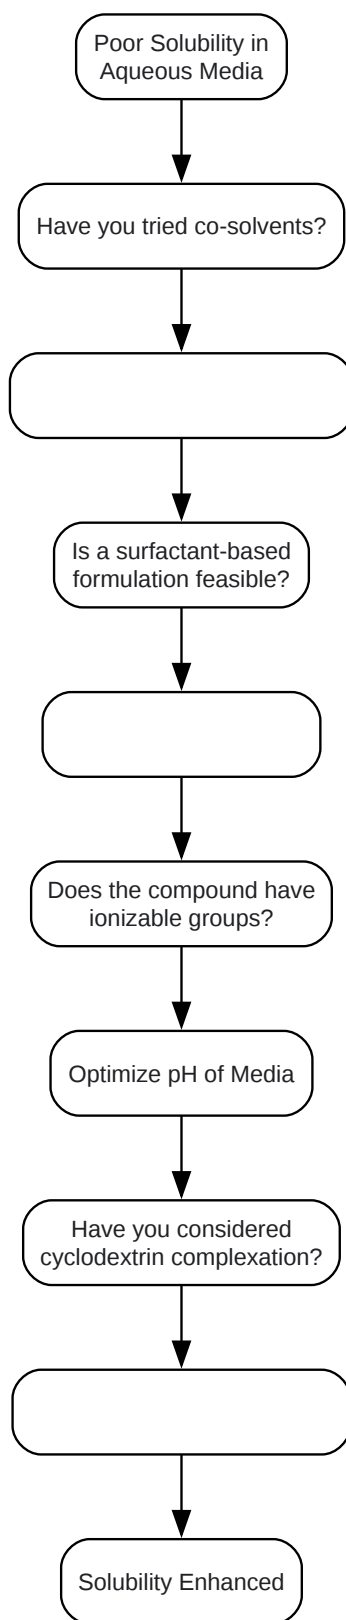 Poor Solubility in
Aqueous Media
Have you tried co-solvents?
Is a surfactant-based
formulation feasible?
Does the compound have
ionizable groups?
Optimize pH of Media
Have you considered
cyclodextrin complexation?
Solubility Enhanced